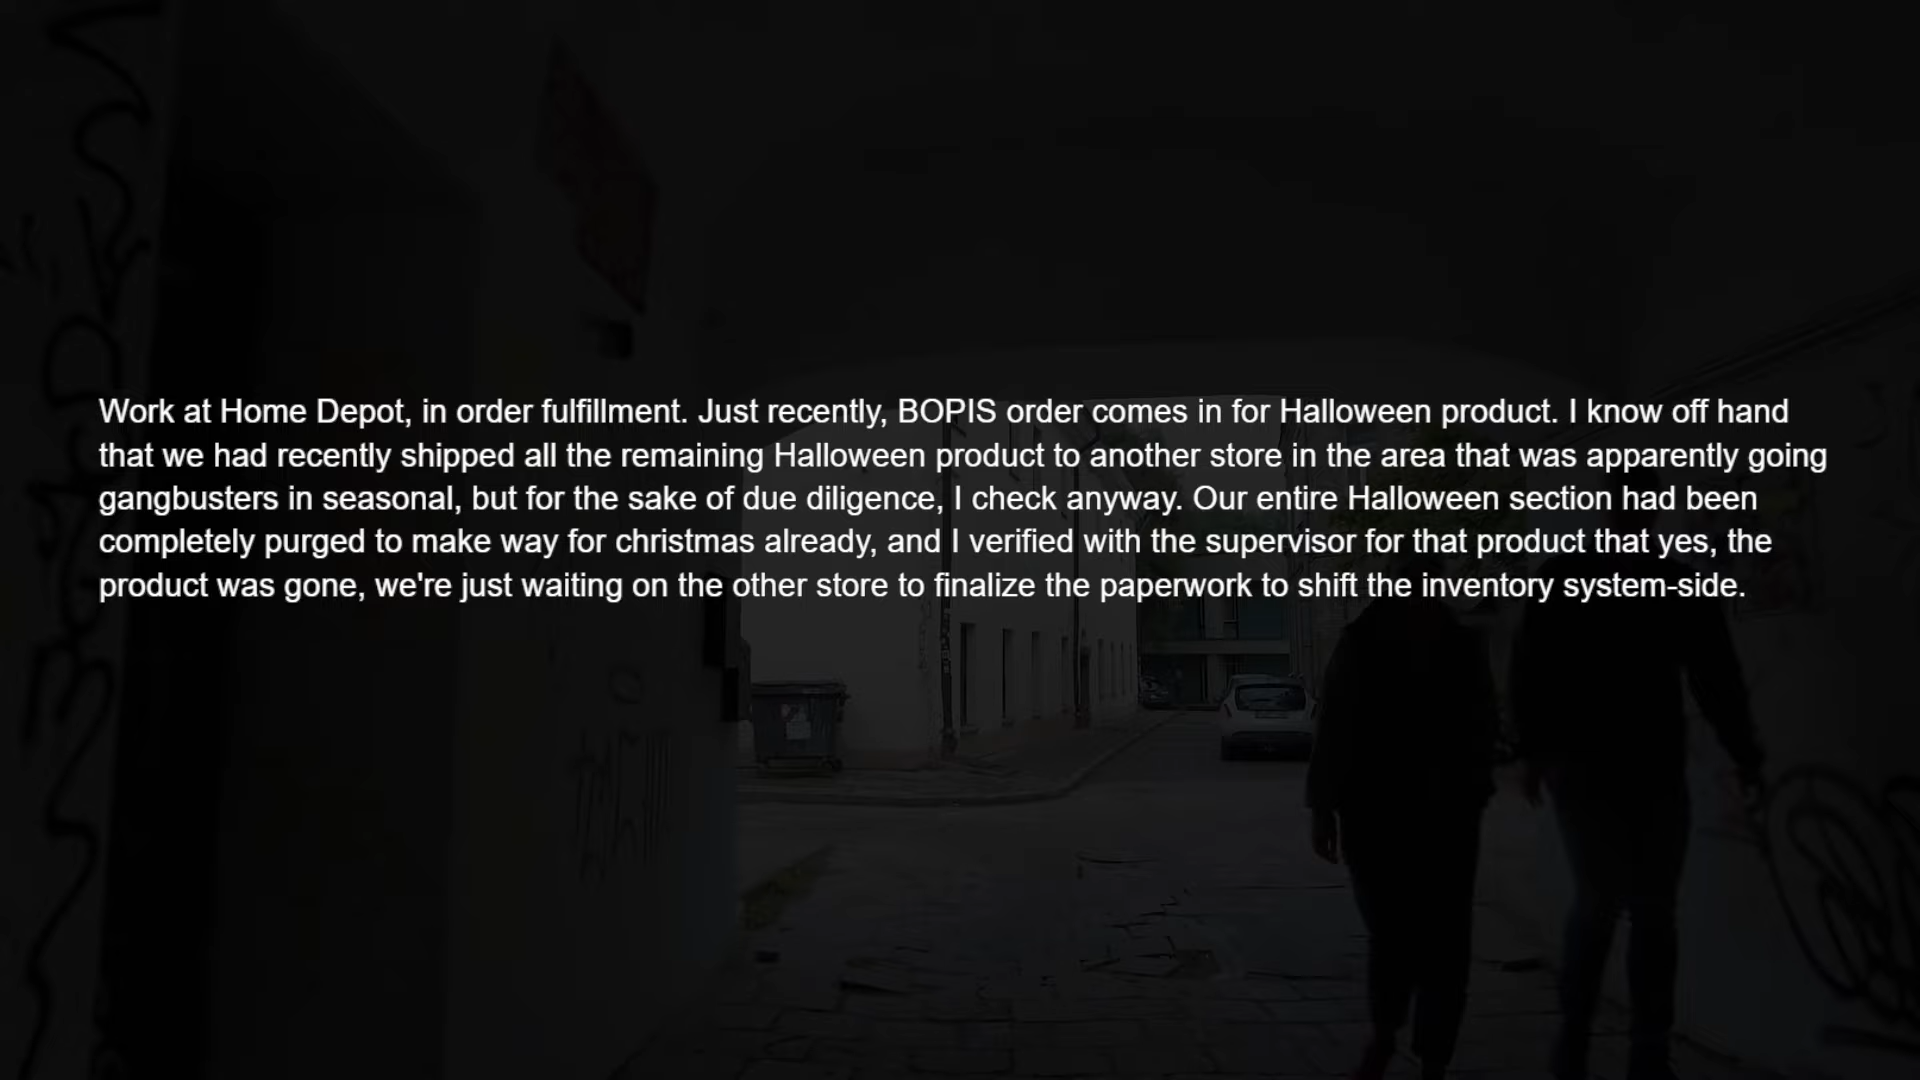 Work at Home Depot, in order fulfillment. Just recently, BOPIS order comes in for Halloween product. I know off hand
that we had recently shipped all the remaining Halloween product to another store in the area that was apparently going
gangbusters in seasonal, but for the sake of due diligence, I check anyway. Our entire Halloween section had been
completely purged to make way for christmas already, and I verified with the supervisor for that product that yes, the
product was gone, we're just waiting on the other store to finalize the paperwork to shift the inventory system-side.